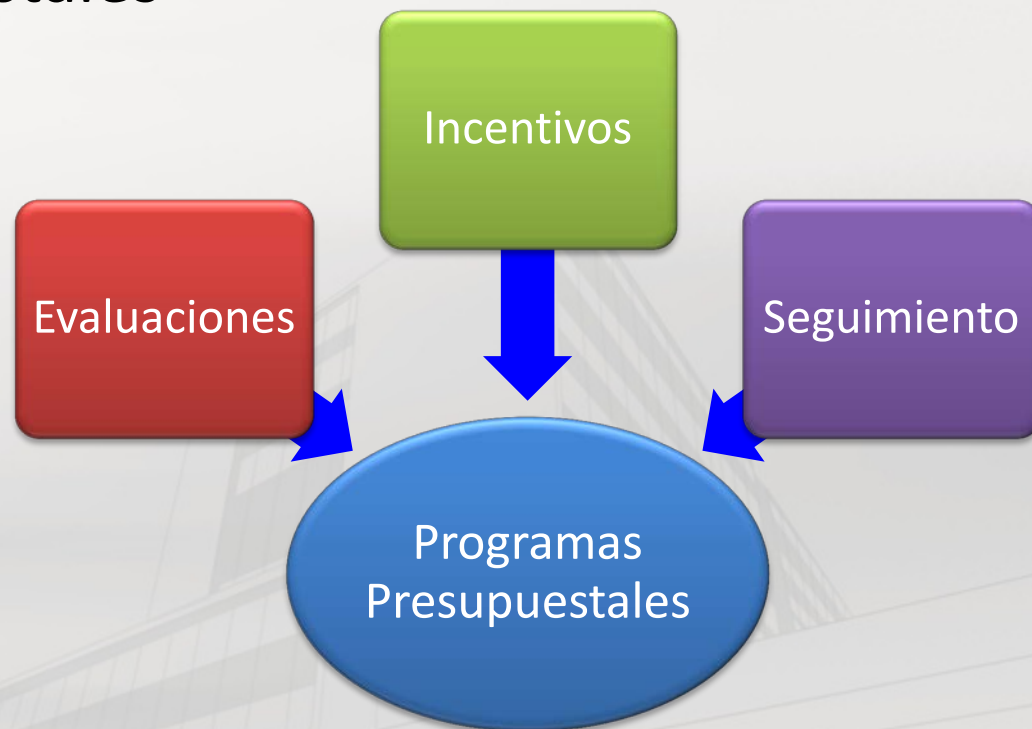 Incentivos
Evaluaciones
Seguimiento
Programas
Presupuestales